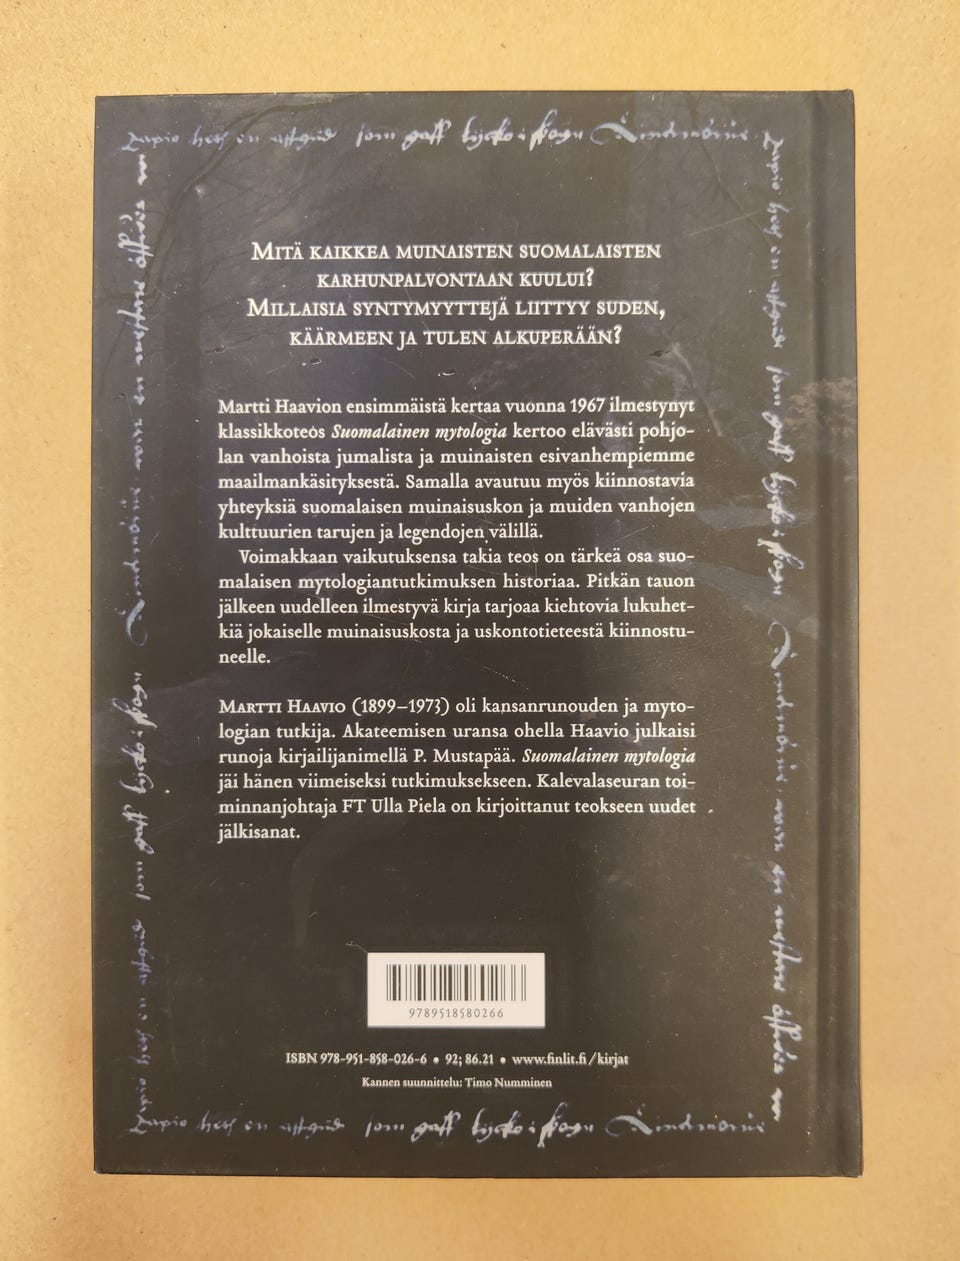 MITÄ KAIKKEA MUINAISTEN SUOMALAISTEN
KARHUNPALVONTAAN KUULUI?
MILLAISIA SYNTYMYYTTEJÄ LIITTYY SUDEN,
KÄÄRMEEN JA TULEN ALKUPERÄÄN?
Martti Haavion ensimmäistä kertaa vuonna 1967 ilmestynyt
klassikkoteos Suomalainen mytologia kertoo elävästi pohjo-
lan vanhoista jumalista ja muinaisten esivanhempiemme
maailmankäsityksestä. Samalla avautuu myös kiinnostavia
yhteyksiä suomalaisen muinaisuskon ja muiden vanhojen
kulttuurien tarujen ja legendojen välillä.
Voimakkaan vaikutuksensa takia teos on tärkeä osa suo-
malaisen mytologiantutkimuksen historiaa. Pitkän tauon
jälkeen uudelleen ilmestyvä kirja tarjoaa kiehtovia lukuhet-
kiä jokaiselle muinaisuskosta ja uskontotieteestä kiinnostu-
neelle.
MARTTI HAAVIO (1899–1973) oli kansanrunouden ja myto-
logian tutkija. Akateemisen uransa ohella Haavio julkaisi
runoja kirjailijanimellä P. Mustapää. Suomalainen mytologia
jäi hänen viimeiseksi tutkimuksekseen. Kalevalaseuran toi-
minnanjohtaja FT Ulla Piela on kirjoittanut teokseen uudet
jälkisanat.
9789518580266
ISBN 978-951-858-026-6 • 92; 86.21 • www.finlit.fi/kirjat
Kannen suunnittelu: Timo Numminen